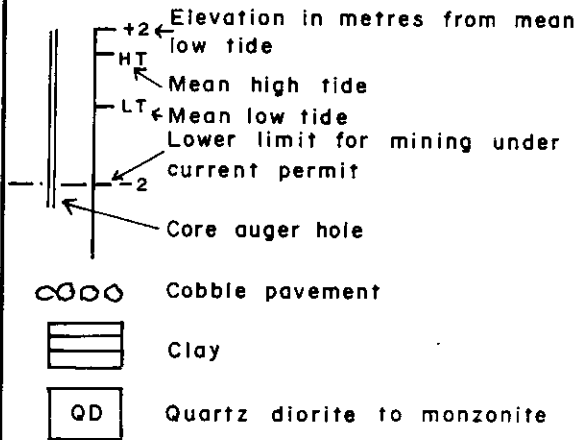 +2 Elevation in metres from mean
low tide
HT
Mean high tide
LT Mean low tide
Lower limit for mining under
current permit
-2
Core auger hole
Cobble pavement
Clay
QD Quartz diorite to monzonite